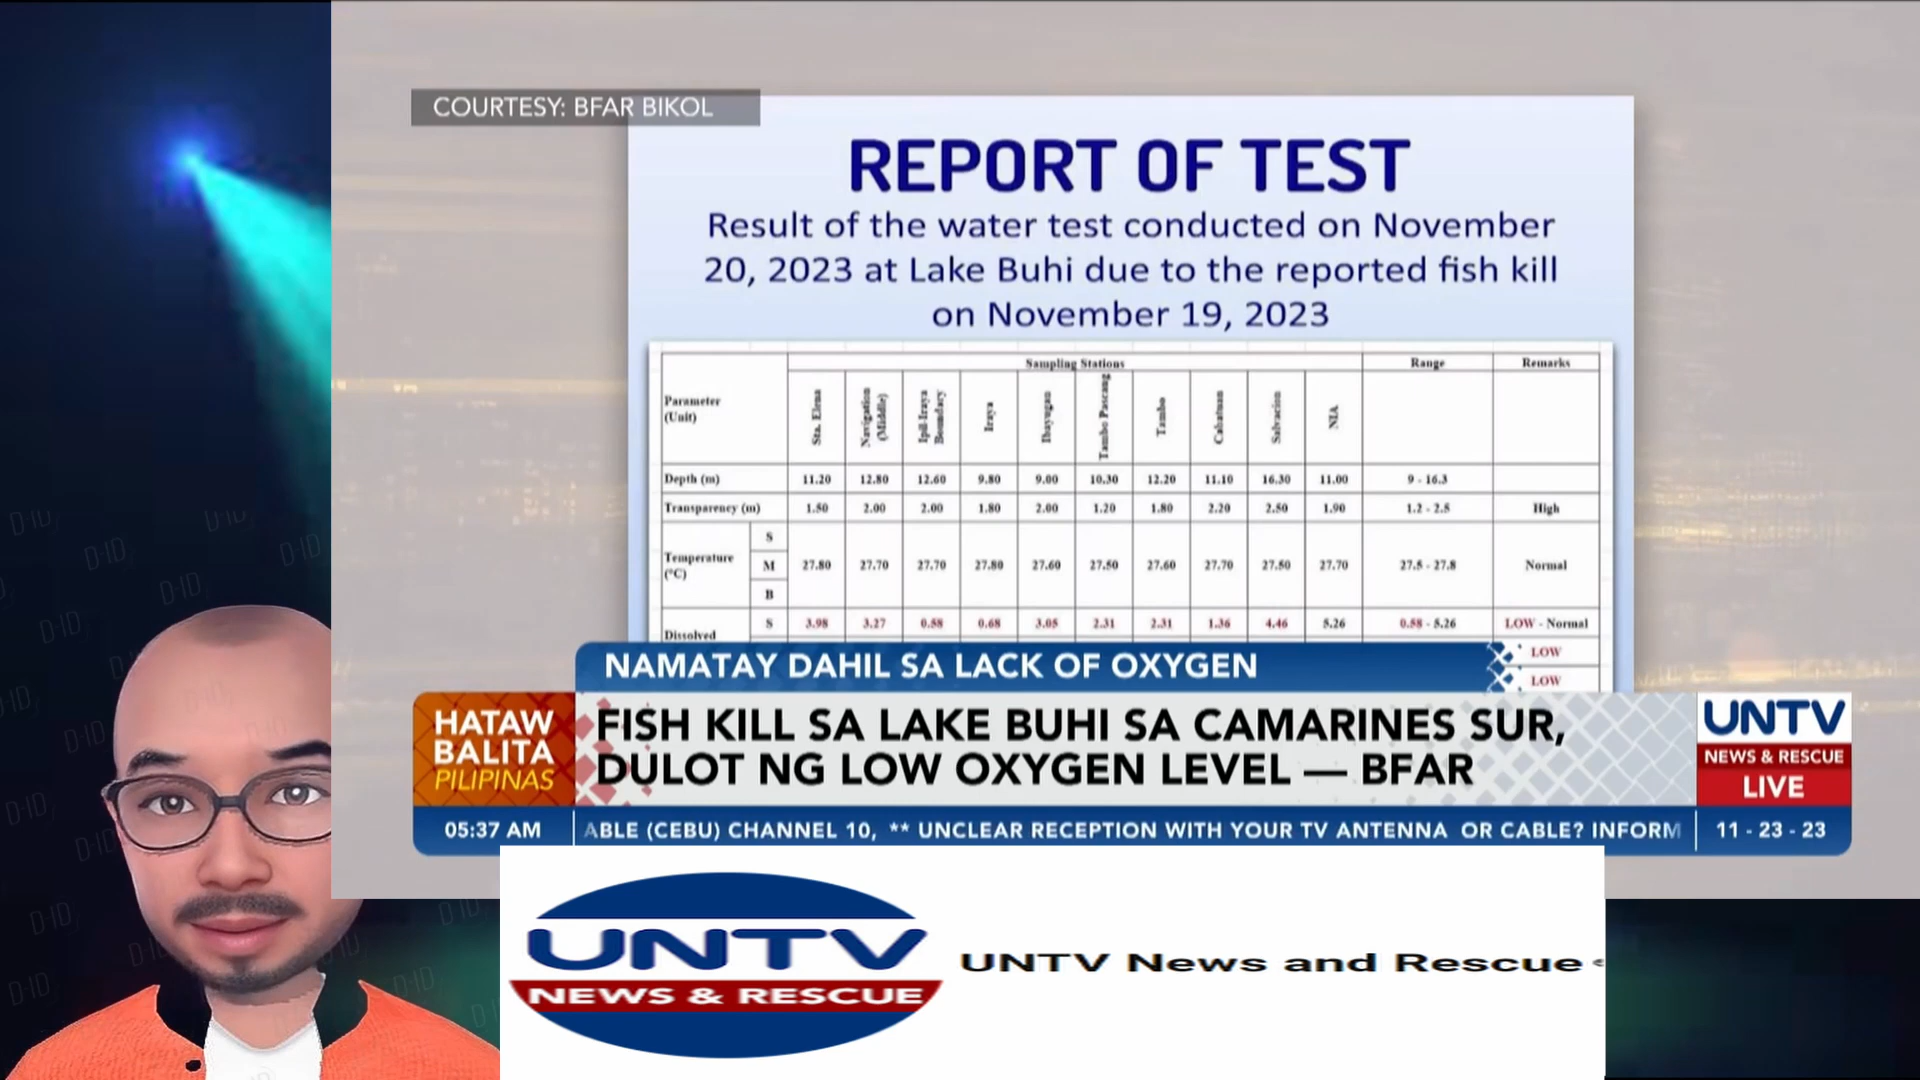 COURTESY: BFAR BIKOL
REPORT OF TEST
Result of the water test conducted on November
20, 2023 at Lake Buhi due to the reported fish kill
on November 19, 2023
Sampling Stations Range Remarks
Parameter
(Unit)
Sta. Elena
Navigation
(Middle)
Ipil-Iraya
Boundary
Iraya
Ibayugan
Tambo Pascang
Tambo
Cabatuan
Salvacion
NIA
Depth (m) 11.20 12.80 12.60 9.80 9.00 10.30 12.20 11.10 16.30 11.00 9 - 16.3
Transparency (m) 1.50 2.00 2.00 1.80 2.00 1.20 1.80 2.20 2.50 1.90 1.2 - 2.5 High
S
Temperature
(°C) M 27.80 27.70 27.70 27.80 27.60 27.50 27.60 27.70 27.50 27.70 27.5 - 27.8 Normal
B
Dissolved S 3.98 3.27 0.58 0.68 3.05 2.31 2.31 1.36 4.46 5.26 0.58 - 5.26 LOW - Normal
LOW
LOW
NAMATAY DAHIL SA LACK OF OXYGEN
HATAW
BALITA
PILIPINAS
FISH KILL SA LAKE BUHI SA CAMARINES SUR,
DULOT NG LOW OXYGEN LEVEL — BFAR
UNTV
NEWS & RESCUE
LIVE
05:37 AM
ABLE (CEBU) CHANNEL 10, ** UNCLEAR RECEPTION WITH YOUR TV ANTENNA OR CABLE? INFORM
11 - 23 - 23
UNTV
NEWS & RESCUE
UNTV News and Rescue
D-ID